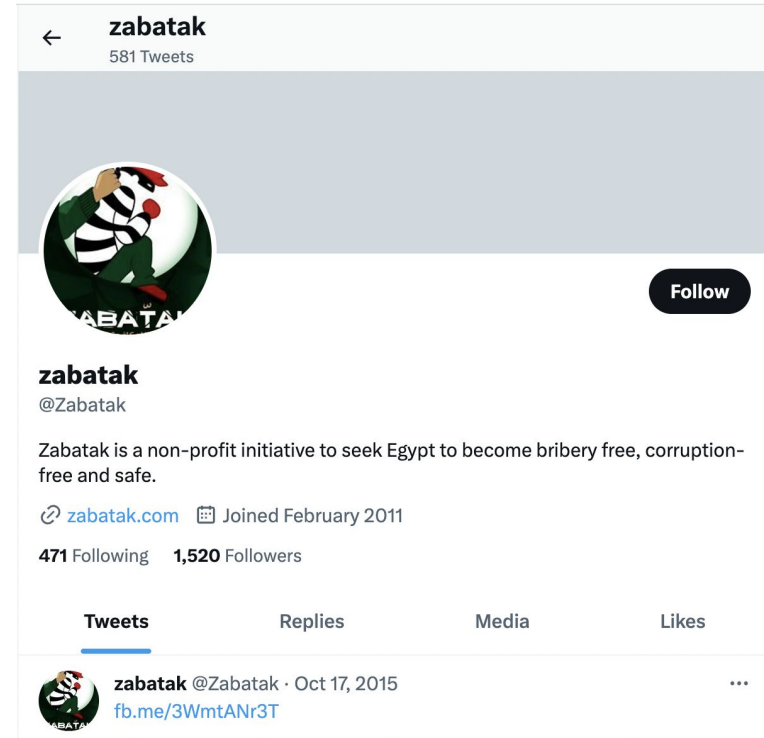 zabatak
581 Tweets
ZABATAK
Follow
zabatak
@Zabatak
Zabatak is a non-profit initiative to seek Egypt to become bribery free, corruption-
free and safe.
zabatak.com Joined February 2011
471 Following 1,520 Followers
Tweets Replies Media Likes
zabatak @Zabatak · Oct 17, 2015 ...
fb.me/3WmtANr3T
ABATA